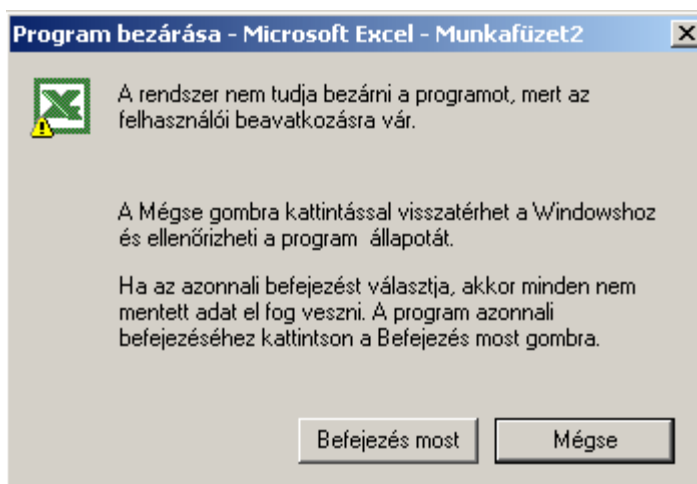 Program bezárása - Microsoft Excel - Munkafüzet2
A rendszer nem tudja bezárni a programot, mert az
felhasználói beavatkozásra vár.
A Mégse gombra kattintással visszatérhet a Windowshoz
és ellenőrizheti a program  állapotát.
Ha az azonnali befejezést választja, akkor minden nem
mentett adat el fog veszni. A program azonnali
befejezéséhez kattintson a Befejezés most gombra.
Befejezés most
Mégse